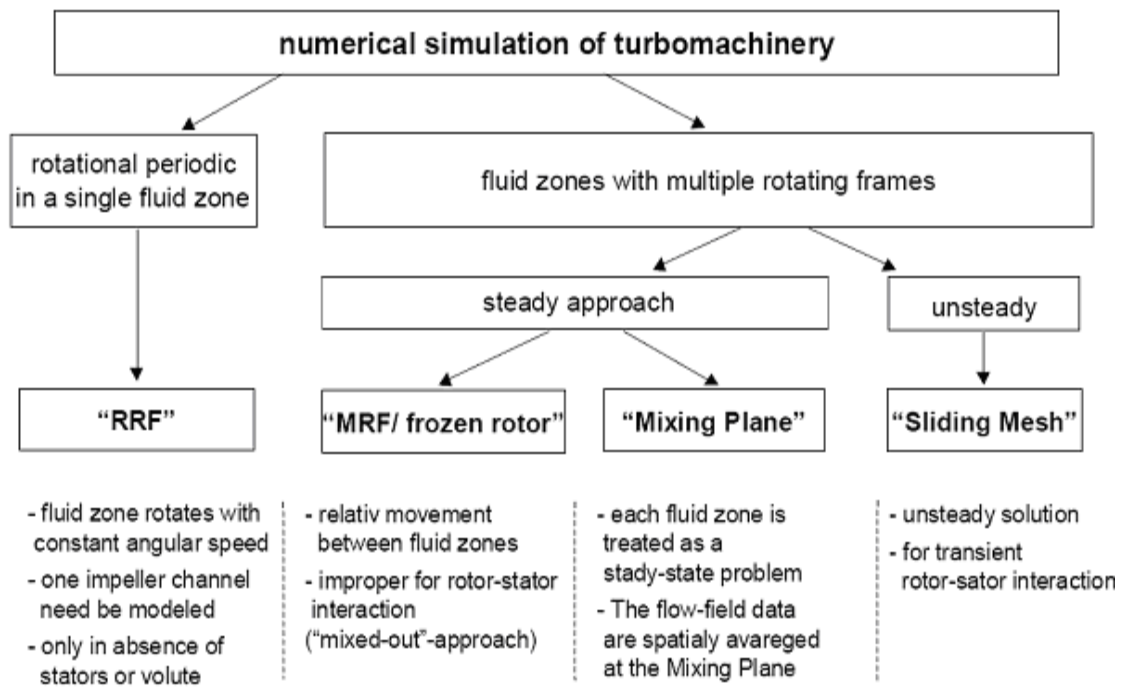 numerical simulation of turbomachinery
rotational periodic
in a single fluid zone
fluid zones with multiple rotating frames
steady approach
unsteady
“RRF”
“MRF/ frozen rotor”
“Mixing Plane”
“Sliding Mesh”
- fluid zone rotates with
constant angular speed
- one impeller channel
need be modeled
- only in absence of
stators or volute
- relativ movement
between fluid zones
- improper for rotor-stator
interaction
(“mixed-out”-approach)
- each fluid zone is
treated as a
stady-state problem
- The flow-field data
are spatialy avareged
at the Mixing Plane
- unsteady solution
- for transient
rotor-sator interaction